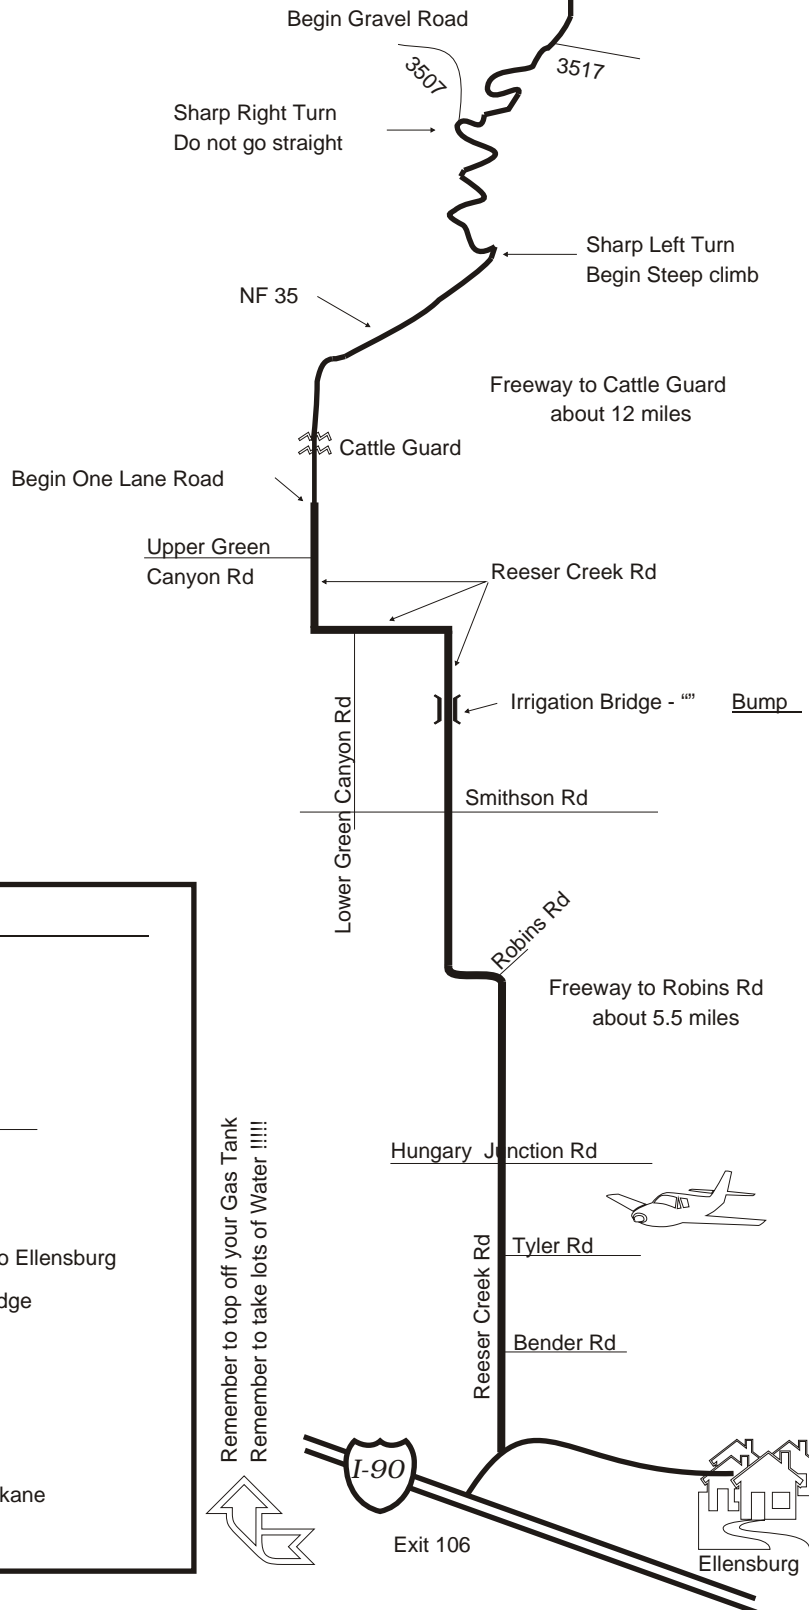 Begin Gravel Road
3507
3517
Sharp Right Turn
Do not go straight
Sharp Left Turn
Begin Steep climb
NF 35
Freeway to Cattle Guard
about 12 miles
Cattle Guard
Begin One Lane Road
Upper Green
Canyon Rd
Reeser Creek Rd
Irrigation Bridge - “” Bump
Lower Green Canyon Rd
Smithson Rd
Robins Rd
Freeway to Robins Rd
about 5.5 miles
Remember to top off your Gas Tank
Remember to take lots of Water !!!!!
Hungary Junction Rd
Tyler Rd
Reeser Creek Rd
Bender Rd
o Ellensburg
dge
kane
I-90
Exit 106
Ellensburg